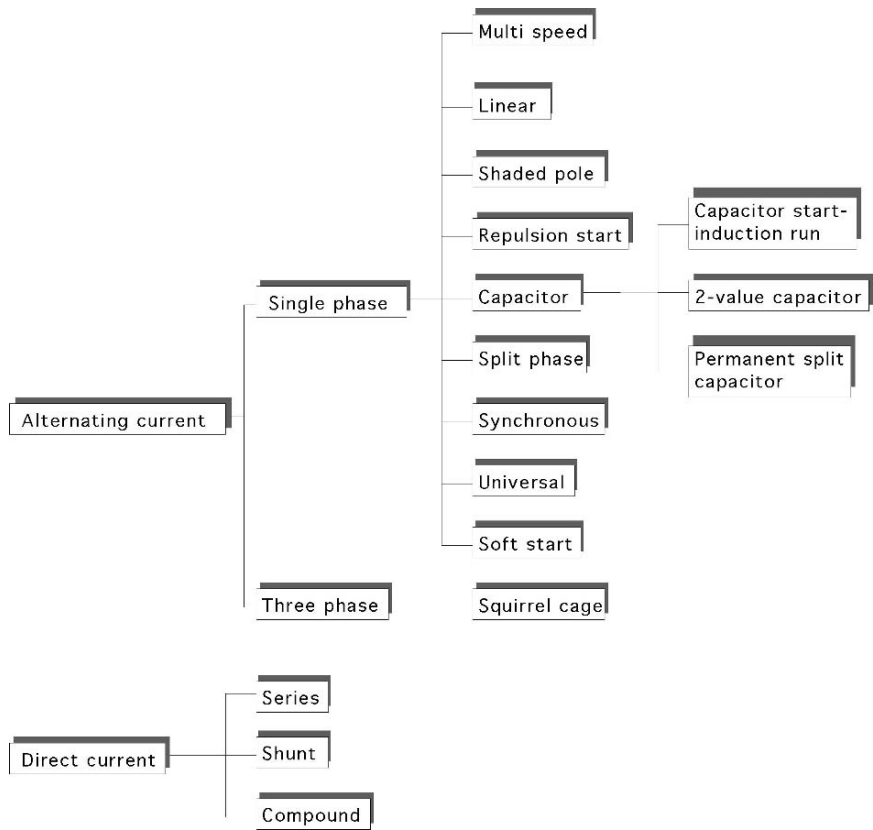 Multi speed
Linear
Shaded pole
Repulsion start
Capacitor start-
induction run
Single phase
Capacitor
2-value capacitor
Split phase
Permanent split
capacitor
Alternating current
Synchronous
Universal
Soft start
Three phase
Squirrel cage
Series
Direct current
Shunt
Compound